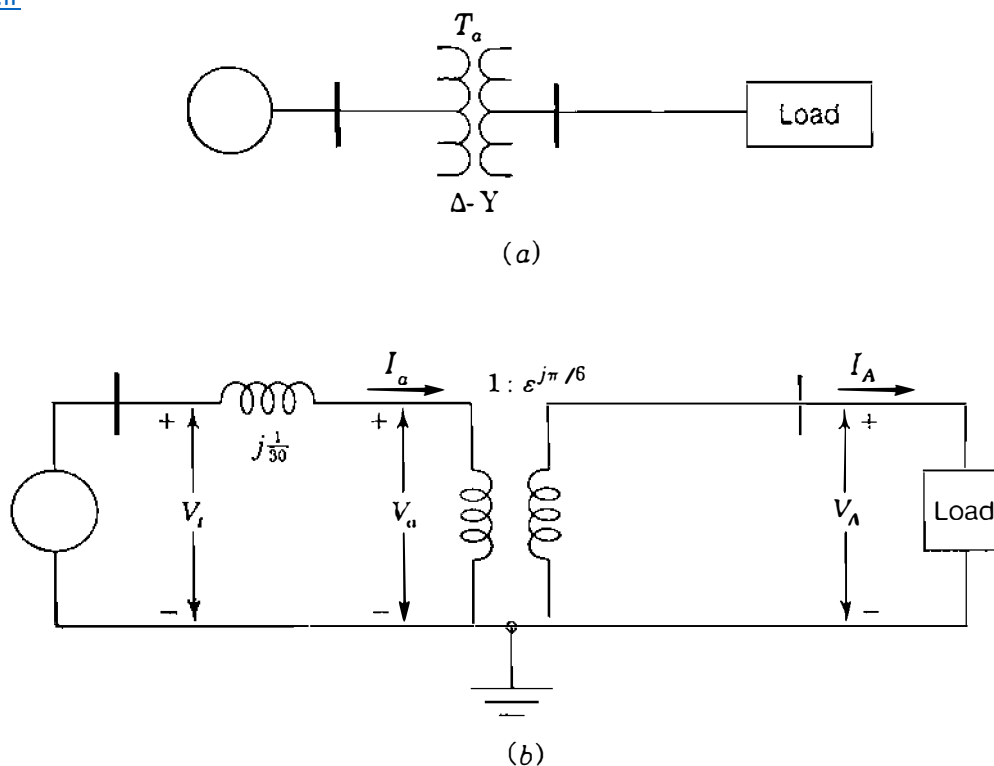 T_a
Load
Δ-Y
(a)
I_a 1 : ε^{jπ/6} I_A
+ + +
j 1/30
V_t V_a V_A Load
− − −
(b)